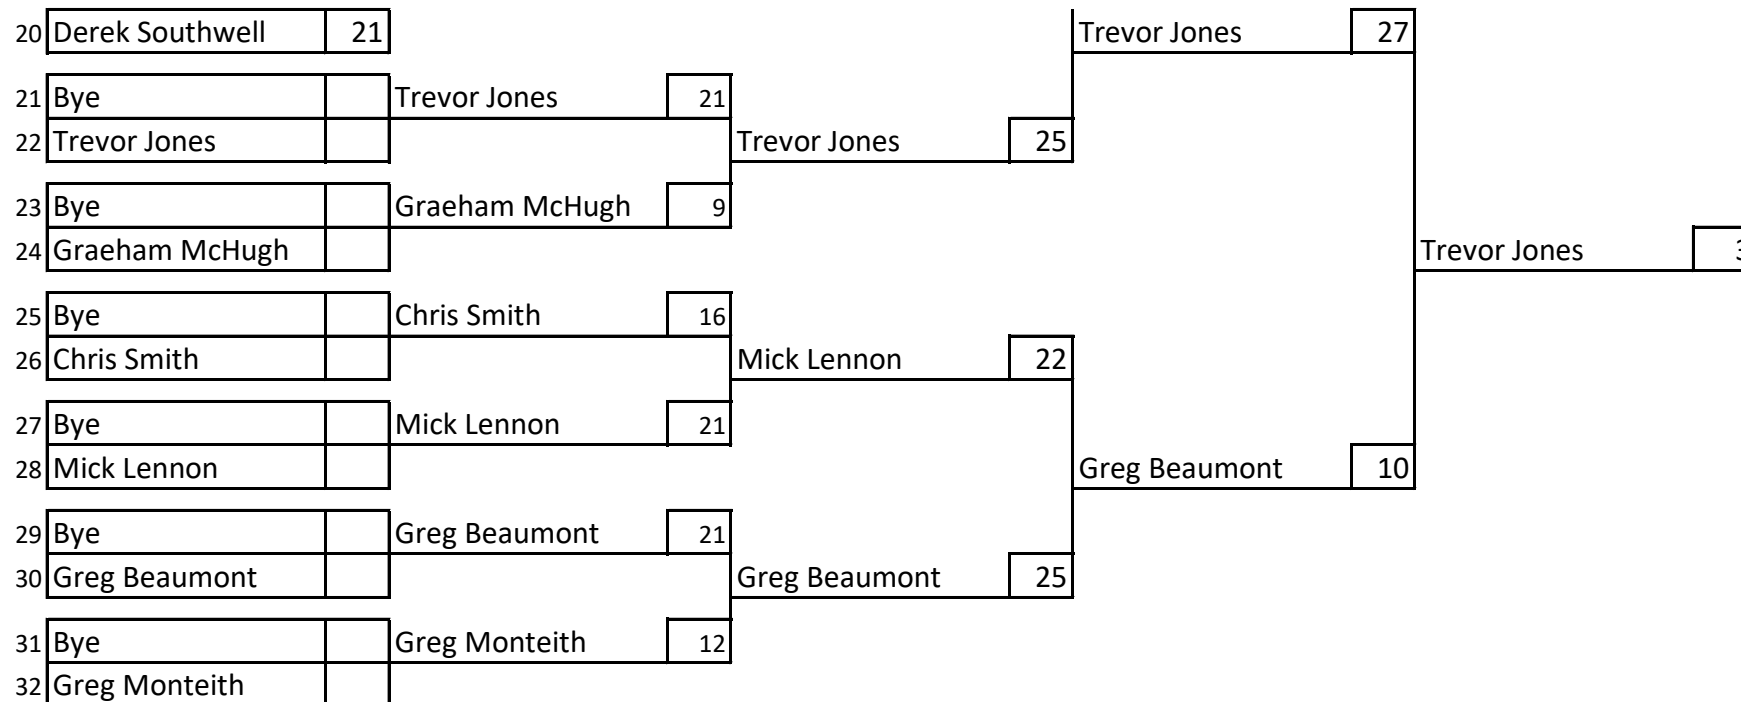 20 Derek Southwell 21 Trevor Jones 27
21 Bye Trevor Jones 21
22 Trevor Jones Trevor Jones 25
23 Bye Graeham McHugh 9
24 Graeham McHugh Trevor Jones
25 Bye Chris Smith 16
26 Chris Smith Mick Lennon 22
27 Bye Mick Lennon 21
28 Mick Lennon Greg Beaumont 10
29 Bye Greg Beaumont 21
30 Greg Beaumont Greg Beaumont 25
31 Bye Greg Monteith 12
32 Greg Monteith